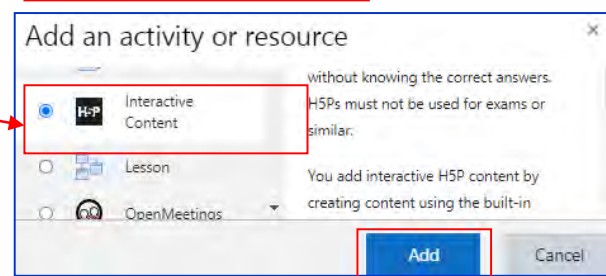 Add an activity or resource
×
without knowing the correct answers.
H5Ps must not be used for exams or
similar.
You add interactive H5P content by
creating content using the built-in
H-P
Interactive
Content
Lesson
OpenMeetings
Add
Cancel